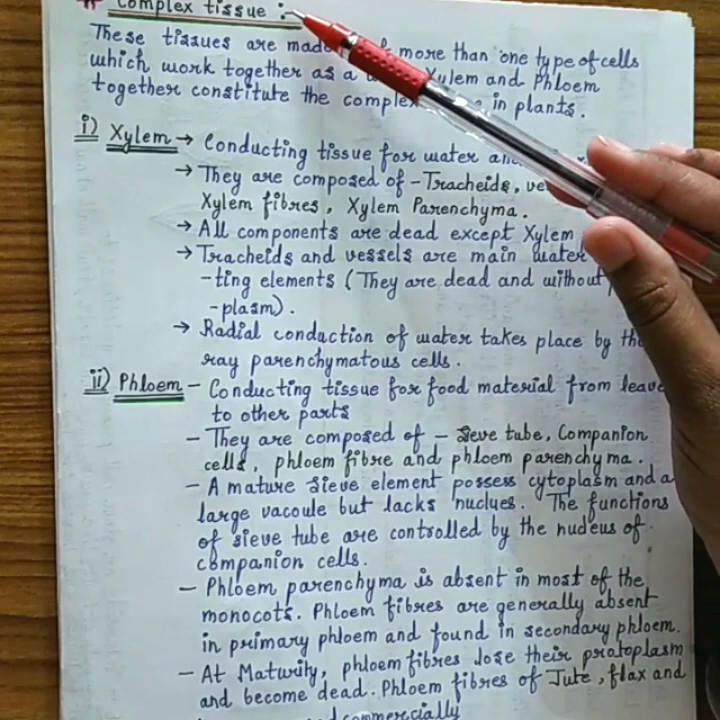 # Complex tissue :
These tissues are made more than one type of cells
which work together as a Xylem and Phloem
together constitute the complex in plants.
i) Xylem → Conducting tissue for water
→ They are composed of - Tracheids,
Xylem fibres, Xylem Parenchyma.
→ All components are dead except Xylem
→ Tracheids and vessels are main water
-ting elements (They are dead and without
-plasm).
→ Radial conduction of water takes place by the
ray parenchymatous cells.
ii) Phloem - Conducting tissue for food material from leave
to other parts
- They are composed of - Sieve tube, Companion
cells, phloem fibre and phloem parenchyma.
- A mature sieve element possess cytoplasm and a
large vacoule but lacks nuclues. The functions
of sieve tube are controlled by the nucleus of
companion cells.
- Phloem parenchyma is absent in most of the
monocots. Phloem fibres are generally absent
in primary phloem and found in secondary phloem.
- At Maturity, phloem fibres lose their protoplasm
and become dead. Phloem fibres of Jute, flax and
commercially